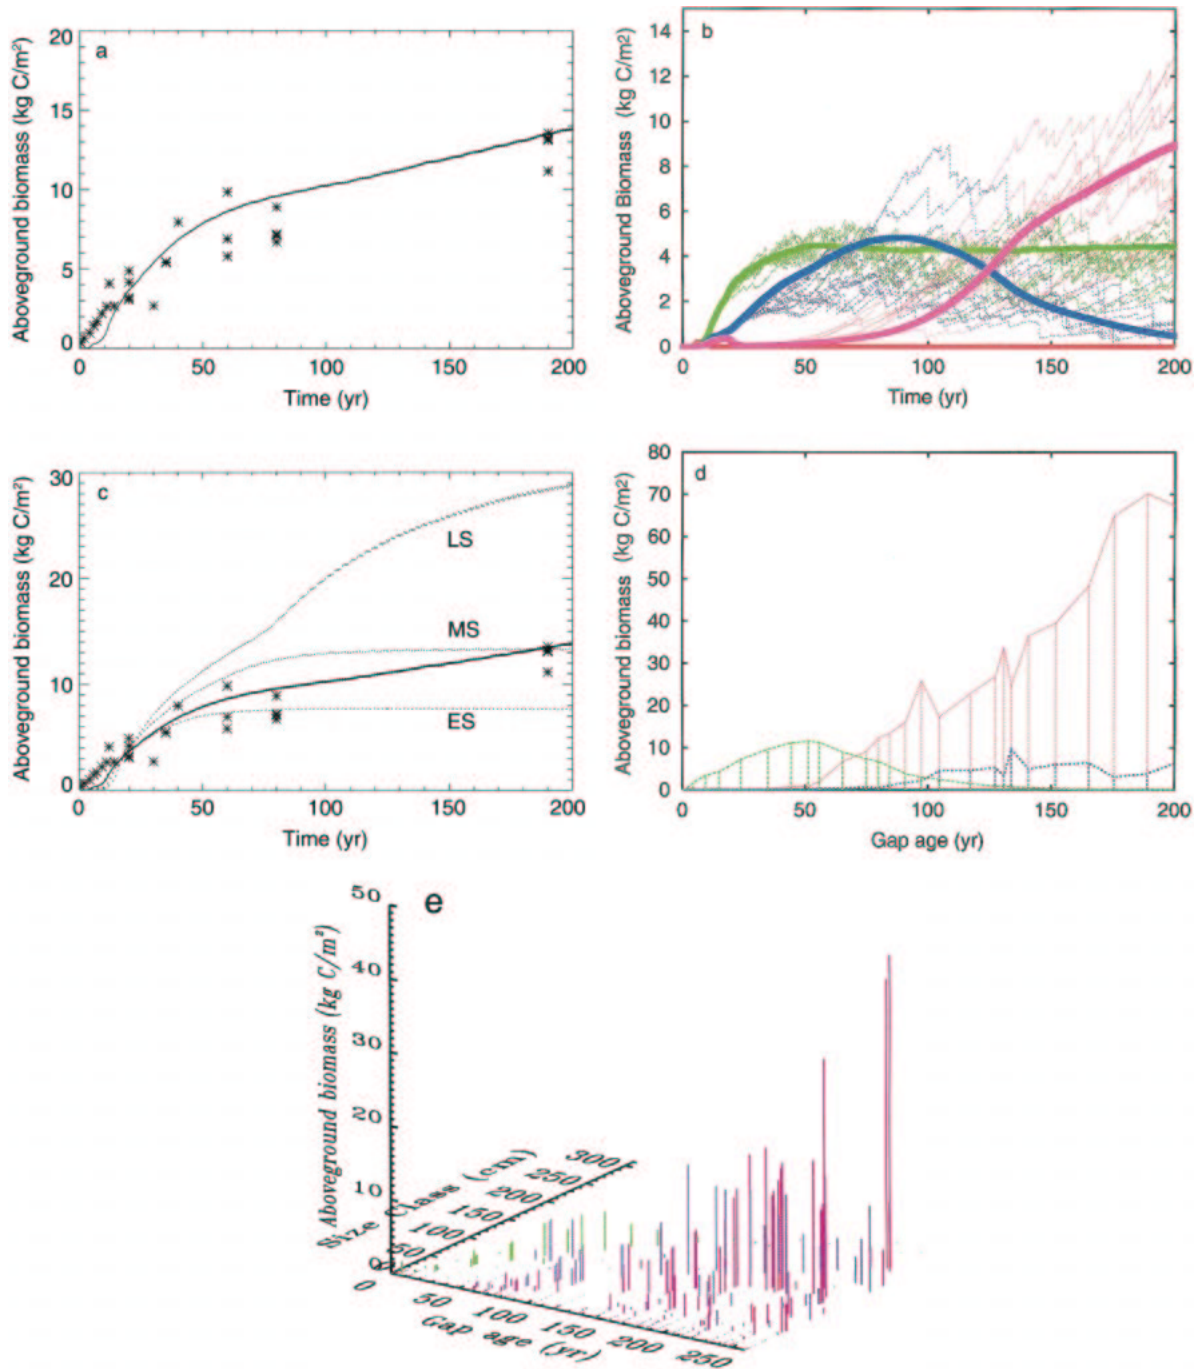 a
Aboveground biomass (kg C/m²)
20
15
10
5
0
0 50 100 150 200
Time (yr)
b
Aboveground Biomass (kg C/m²)
14
12
10
8
6
4
2
0
0 50 100 150 200
Time (yr)
c
Aboveground biomass (kg C/m²)
30
20
10
0
LS
MS
ES
0 50 100 150 200
Time (yr)
d
Aboveground biomass (kg C/m²)
80
70
60
50
40
30
20
10
0
0 50 100 150 200
Gap age (yr)
e
Aboveground biomass (kg C/m²)
50
40
30
20
10
0
Size Class (cm)
0 50 100 150 200 250 300
0 50 100 150 200 250
Gap age (yr)